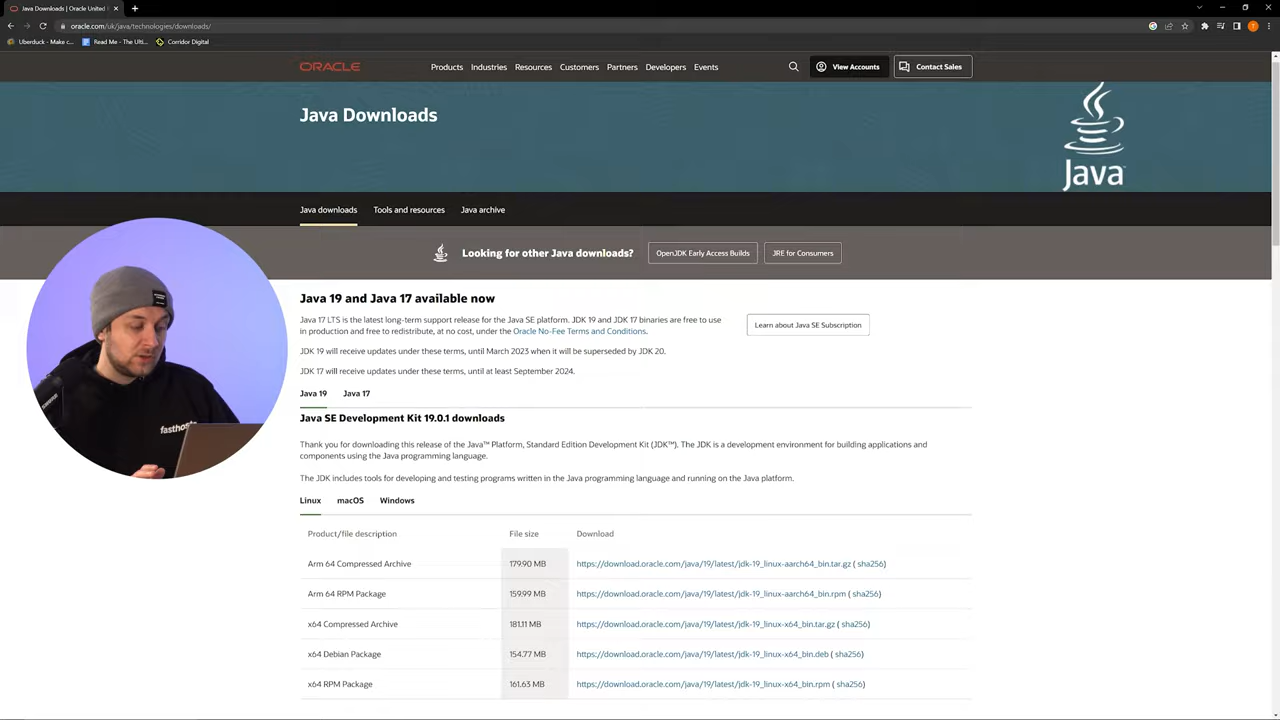 Java Downloads | Oracle United
oracle.com/uk/java/technologies/downloads/
Uberduck - Make c...
Read Me - The Ulti...
Corridor Digital
ORACLE
Products
Industries
Resources
Customers
Partners
Developers
Events
View Accounts
Contact Sales
Java Downloads
Java
Java downloads
Tools and resources
Java archive
Looking for other Java downloads?
OpenJDK Early Access Builds
JRE for Consumers
Java 19 and Java 17 available now
Java 17 LTS is the latest long-term support release for the Java SE platform. JDK 19 and JDK 17 binaries are free to use
in production and free to redistribute, at no cost, under the Oracle No-Fee Terms and Conditions.
Learn about Java SE Subscription
JDK 19 will receive updates under these terms, until March 2023 when it will be superseded by JDK 20.
JDK 17 will receive updates under these terms, until at least September 2024.
Java 19
Java 17
Java SE Development Kit 19.0.1 downloads
Thank you for downloading this release of the Java™ Platform, Standard Edition Development Kit (JDK™). The JDK is a development environment for building applications and
components using the Java programming language.
The JDK includes tools for developing and testing programs written in the Java programming language and running on the Java platform.
Linux
macOS
Windows
Product/file description
File size
Download
Arm 64 Compressed Archive
179.90 MB
https://download.oracle.com/java/19/latest/jdk-19_linux-aarch64_bin.tar.gz ( sha256)
Arm 64 RPM Package
159.99 MB
https://download.oracle.com/java/19/latest/jdk-19_linux-aarch64_bin.rpm ( sha256)
x64 Compressed Archive
181.11 MB
https://download.oracle.com/java/19/latest/jdk-19_linux-x64_bin.tar.gz ( sha256)
x64 Debian Package
154.77 MB
https://download.oracle.com/java/19/latest/jdk-19_linux-x64_bin.deb ( sha256)
x64 RPM Package
161.63 MB
https://download.oracle.com/java/19/latest/jdk-19_linux-x64_bin.rpm ( sha256)
fasthosts